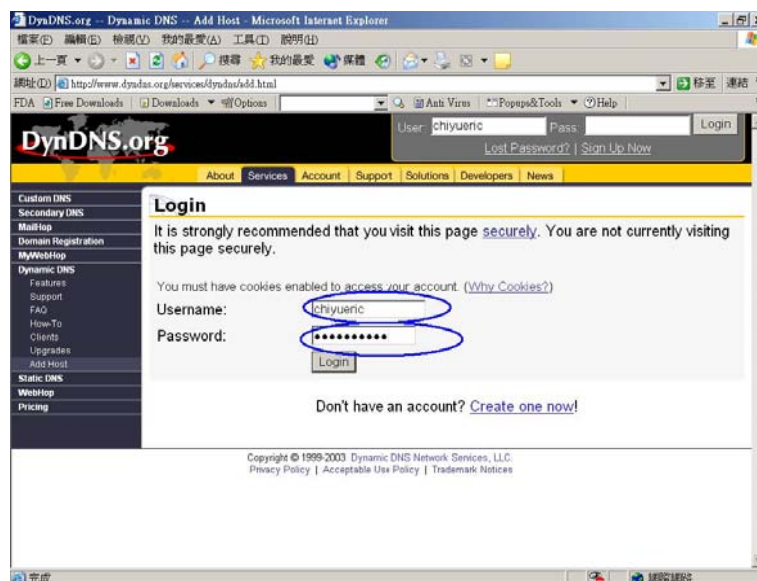 DynDNS.org -- Dynamic DNS -- Add Host - Microsoft Internet Explorer
檔案(F) 編輯(E) 檢視(V) 我的最愛(A) 工具(T) 說明(H)
上一頁 搜尋 我的最愛 媒體
網址(D) http://www.dyndns.org/services/dyndns/add.html 移至 連結
FDA Free Downloads Downloads Options Anti Virus Popups&Tools Help
User: chiyueric Pass: Login
DynDNS.org
Lost Password? | Sign Up Now
About Services Account Support Solutions Developers News
Custom DNS
Secondary DNS
MailHop
Domain Registration
MyWebHop
Dynamic DNS
Features
Support
FAQ
How-To
Clients
Upgrades
Add Host
Static DNS
WebHop
Pricing
Login
It is strongly recommended that you visit this page securely. You are not currently visiting
this page securely.
You must have cookies enabled to access your account. (Why Cookies?)
Username: chiyueric
Password: ••••••••••
Login
Don't have an account? Create one now!
Copyright © 1999-2003 Dynamic DNS Network Services, LLC.
Privacy Policy | Acceptable Use Policy | Trademark Notices
完成 網際網路